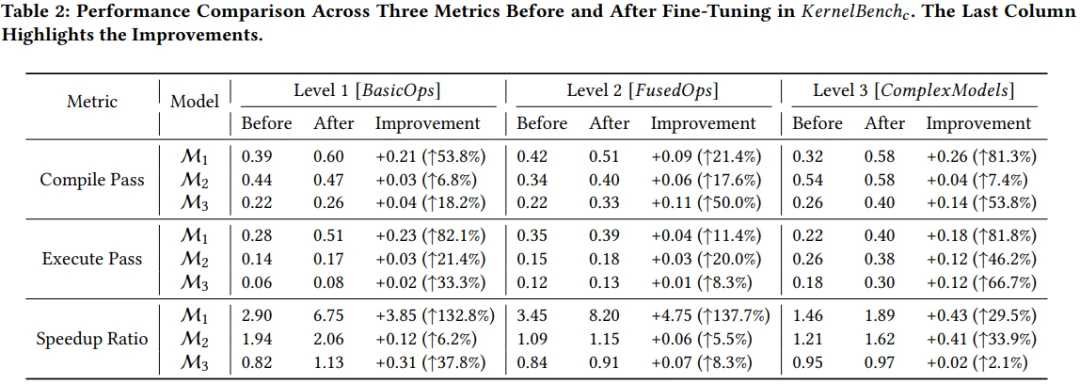 Table 2: Performance Comparison Across Three Metrics Before and After Fine-Tuning in KernelBench_c. The Last Column
Highlights the Improvements.
Metric Model Level 1 [BasicOps] Level 2 [FusedOps] Level 3 [ComplexModels]
Before After Improvement Before After Improvement Before After Improvement
Compile Pass M1 0.39 0.60 +0.21 (↑53.8%) 0.42 0.51 +0.09 (↑21.4%) 0.32 0.58 +0.26 (↑81.3%)
M2 0.44 0.47 +0.03 (↑6.8%) 0.34 0.40 +0.06 (↑17.6%) 0.54 0.58 +0.04 (↑7.4%)
M3 0.22 0.26 +0.04 (↑18.2%) 0.22 0.33 +0.11 (↑50.0%) 0.26 0.40 +0.14 (↑53.8%)
Execute Pass M1 0.28 0.51 +0.23 (↑82.1%) 0.35 0.39 +0.04 (↑11.4%) 0.22 0.40 +0.18 (↑81.8%)
M2 0.14 0.17 +0.03 (↑21.4%) 0.15 0.18 +0.03 (↑20.0%) 0.26 0.38 +0.12 (↑46.2%)
M3 0.06 0.08 +0.02 (↑33.3%) 0.12 0.13 +0.01 (↑8.3%) 0.18 0.30 +0.12 (↑66.7%)
Speedup Ratio M1 2.90 6.75 +3.85 (↑132.8%) 3.45 8.20 +4.75 (↑137.7%) 1.46 1.89 +0.43 (↑29.5%)
M2 1.94 2.06 +0.12 (↑6.2%) 1.09 1.15 +0.06 (↑5.5%) 1.21 1.62 +0.41 (↑33.9%)
M3 0.82 1.13 +0.31 (↑37.8%) 0.84 0.91 +0.07 (↑8.3%) 0.95 0.97 +0.02 (↑2.1%)